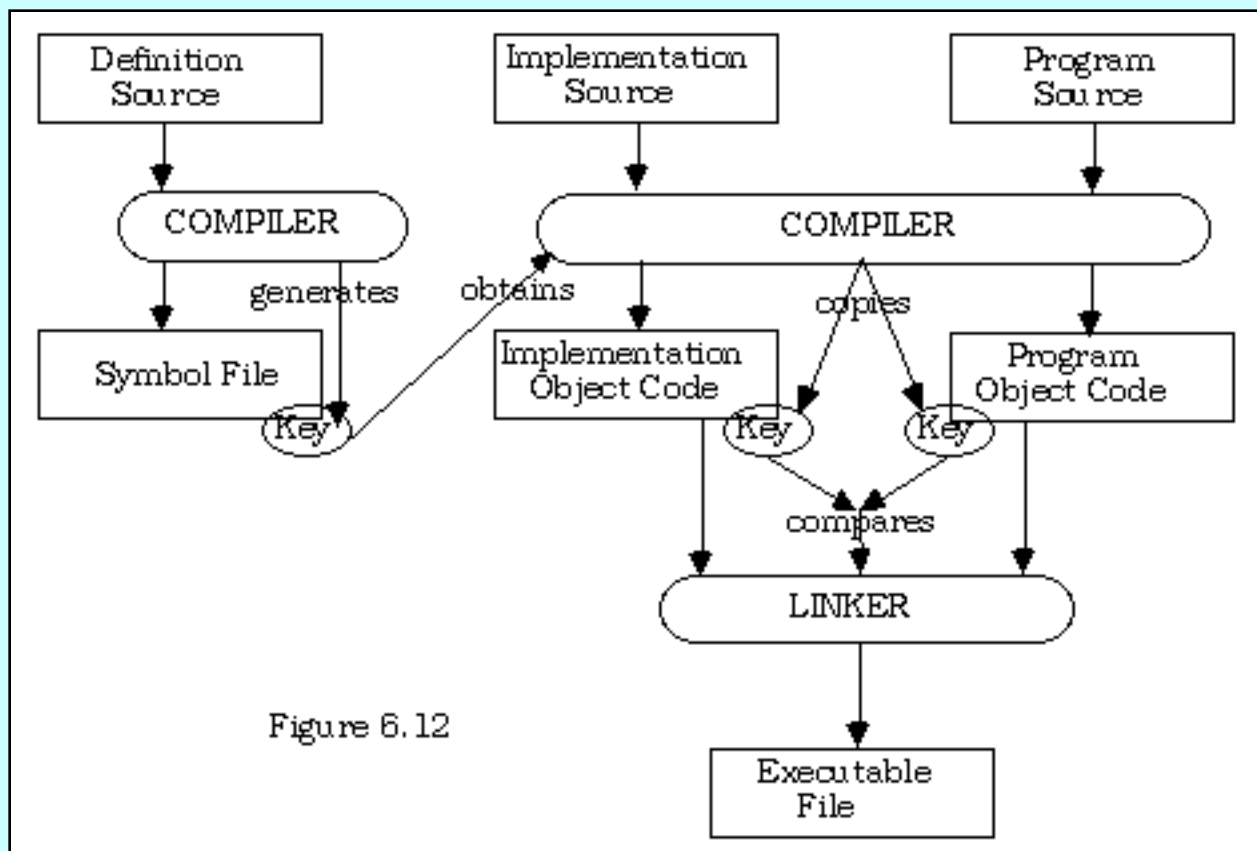 Definition
Source
Implementation
Source
Program
Source
COMPILER
COMPILER
generates
obtains
copies
Symbol File
Key
Implementation
Object Code
Key
Program
Object Code
Key
compares
LINKER
Figure 6.12
Executable
File